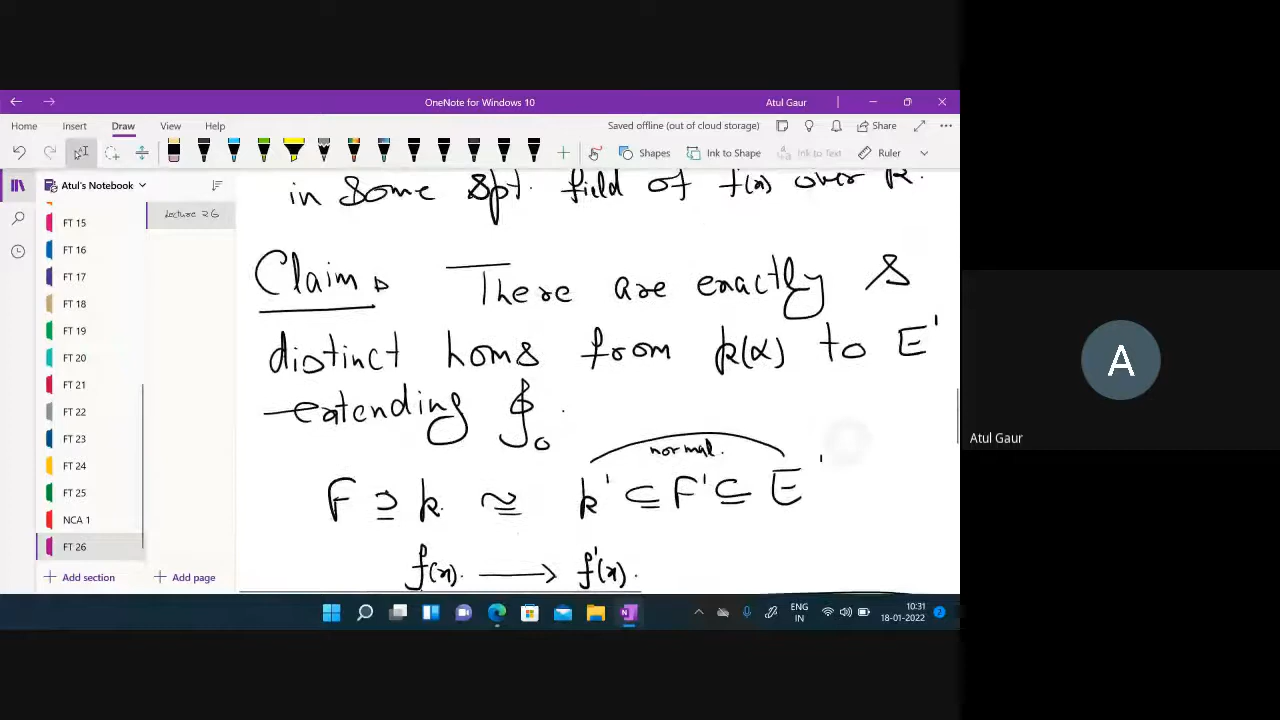 OneNote for Windows 10
Atul Gaur
Home Insert Draw View Help
Saved offline (out of cloud storage)
Share
Shapes
Ink to Shape
Ink to Text
Ruler
Atul's Notebook
Lecture 26
FT 15
FT 16
FT 17
FT 18
FT 19
FT 20
FT 21
FT 22
FT 23
FT 24
FT 25
NCA 1
FT 26
Add section
Add page
in some spt. field of f(x) over k.
Claim There are exactly s
distinct homs from k(α) to E'
extending ϕ₀.
normal.
F ⊇ k ≅ k' ⊆ F' ⊆ E'
f(x). ⟶ f'(x).
A
Atul Gaur
ENG
IN
10:31
18-01-2022
2